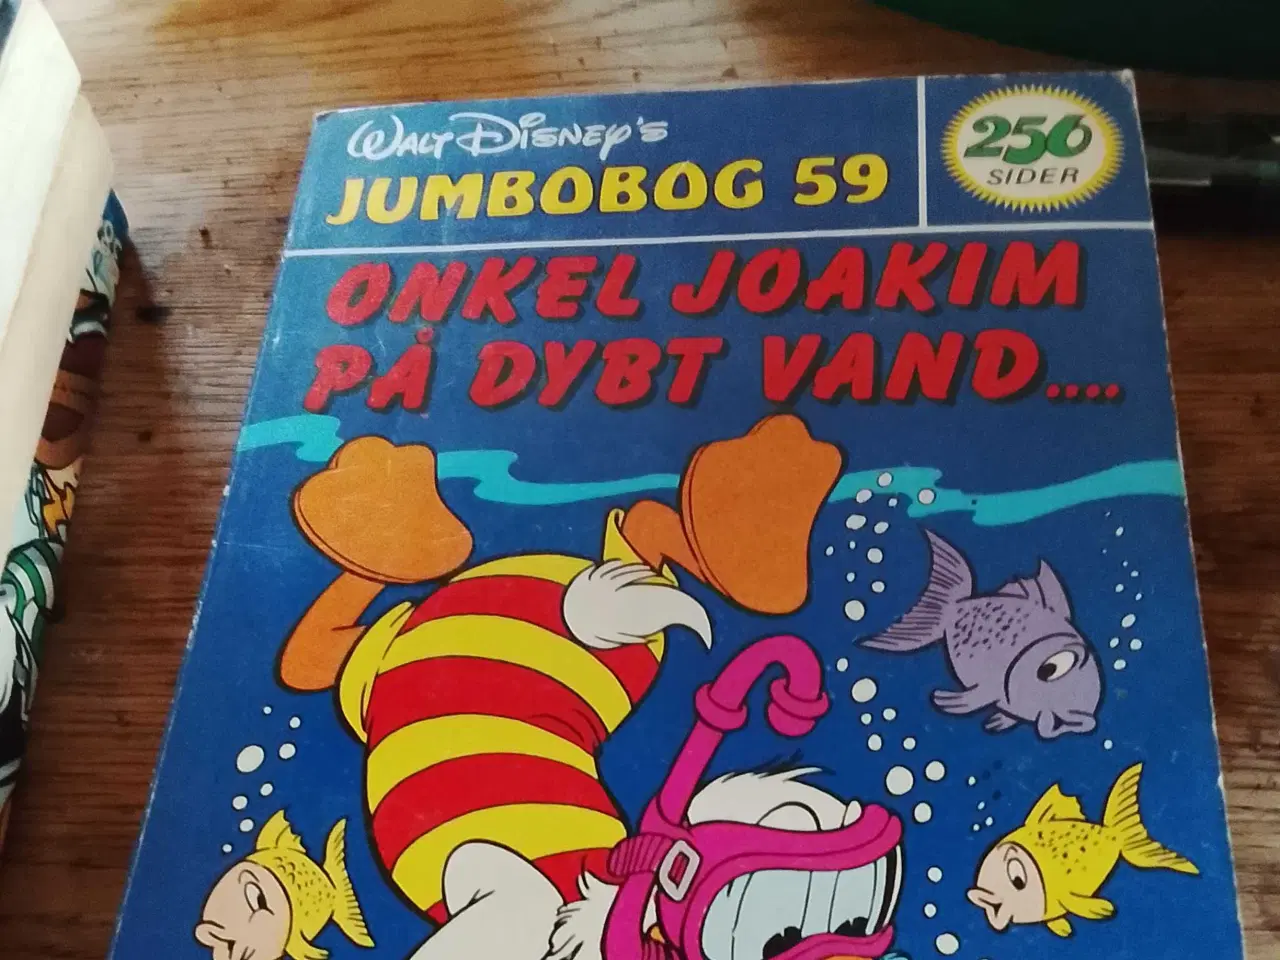 WALT DISNEY'S
JUMBOBOG 59
256
SIDER
ONKEL JOAKIM
PÅ DYBT VAND....